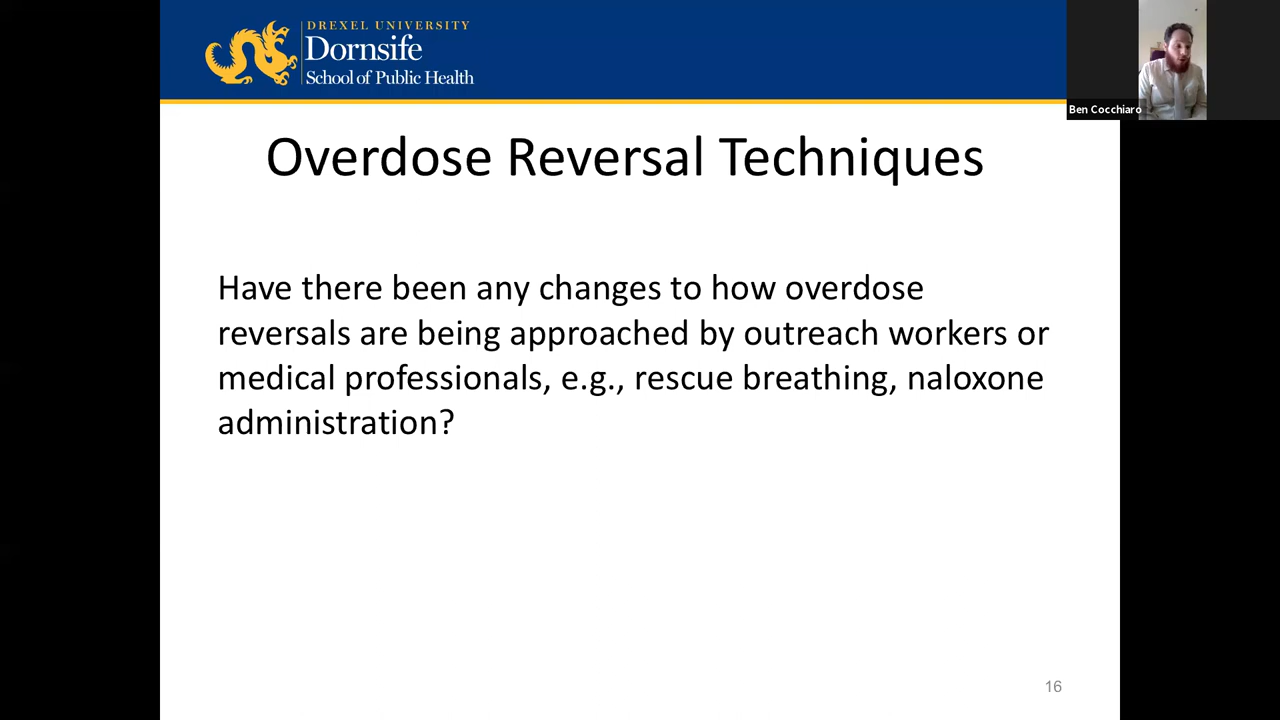 DREXEL UNIVERSITY
Dornsife
School of Public Health
Ben Cocchiaro
Overdose Reversal Techniques
Have there been any changes to how overdose
reversals are being approached by outreach workers or
medical professionals, e.g., rescue breathing, naloxone
administration?
16